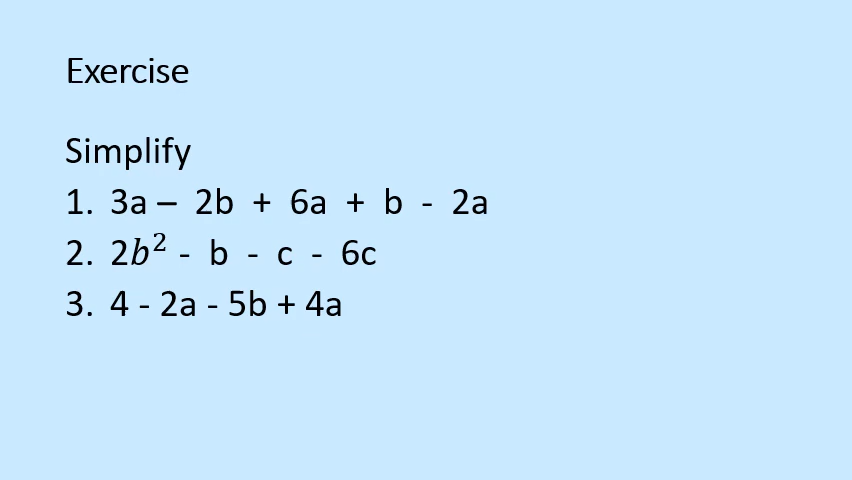 Exercise
Simplify
1. 3a – 2b + 6a + b - 2a
2. 2b² - b - c - 6c
3. 4 - 2a - 5b + 4a